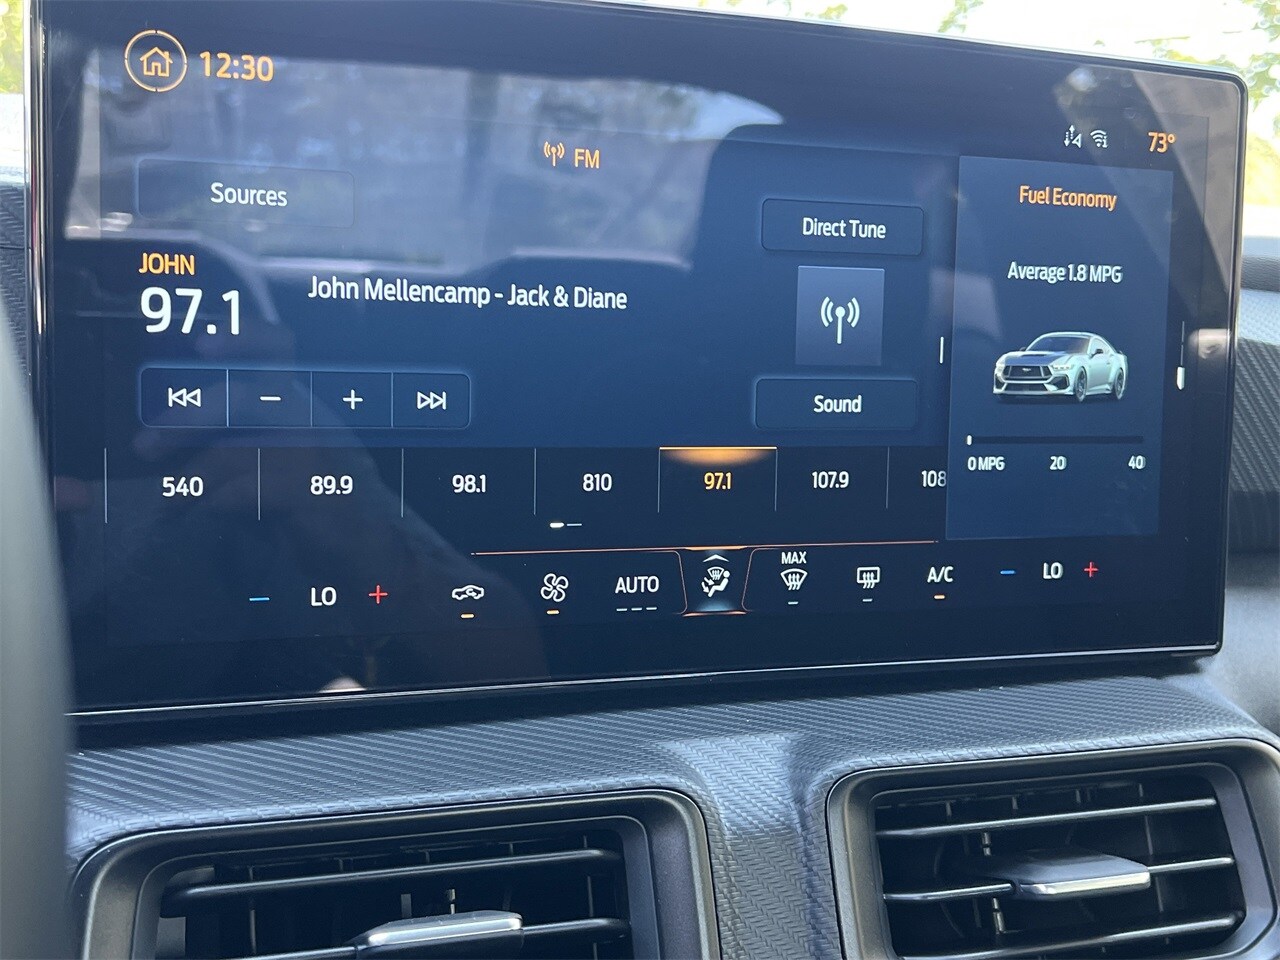 12:30
FM
73°
Sources
Direct Tune
Fuel Economy
JOHN
97.1
John Mellencamp - Jack & Diane
Average 1.8 MPG
Sound
0 MPG 20 40
540 89.9 98.1 810 97.1 107.9 108
LO
AUTO
MAX
A/C
LO